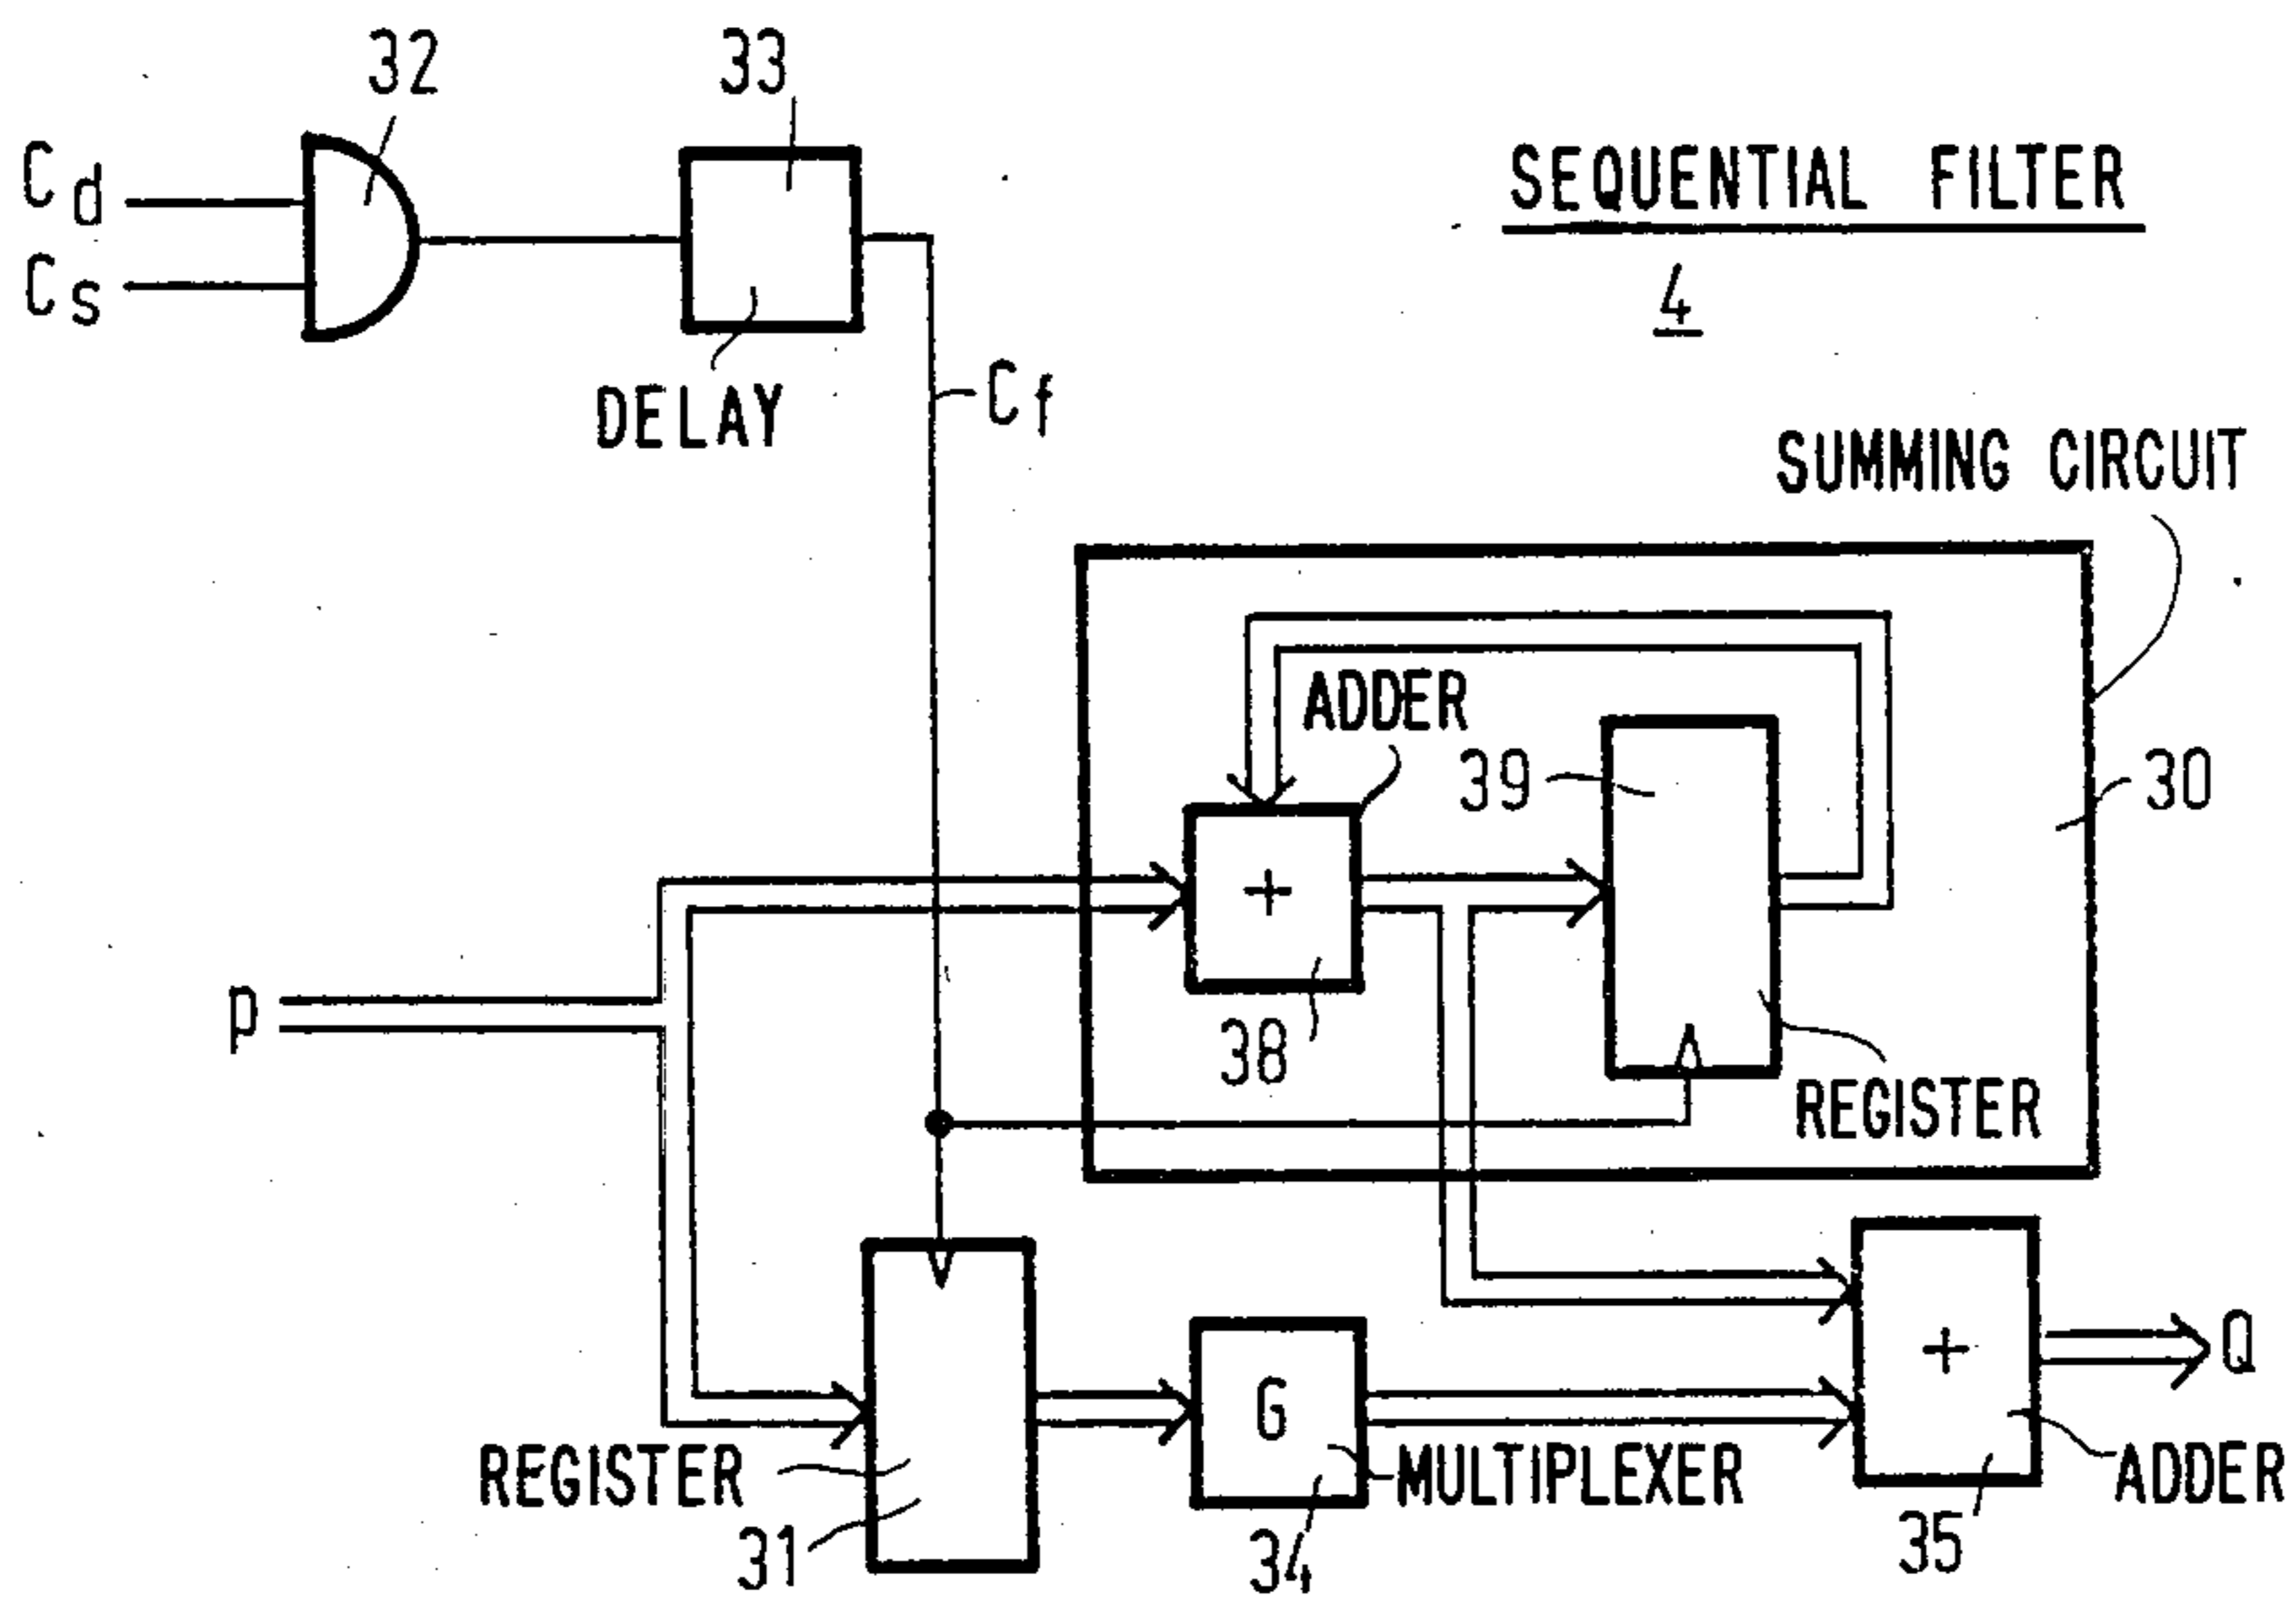 32
33
Cd
Cs
SEQUENTIAL FILTER
4
DELAY
Cf
SUMMING CIRCUIT
ADDER
39
30
+
p
38
REGISTER
+
Q
G
REGISTER
MULTIPLEXER
ADDER
31
34
35